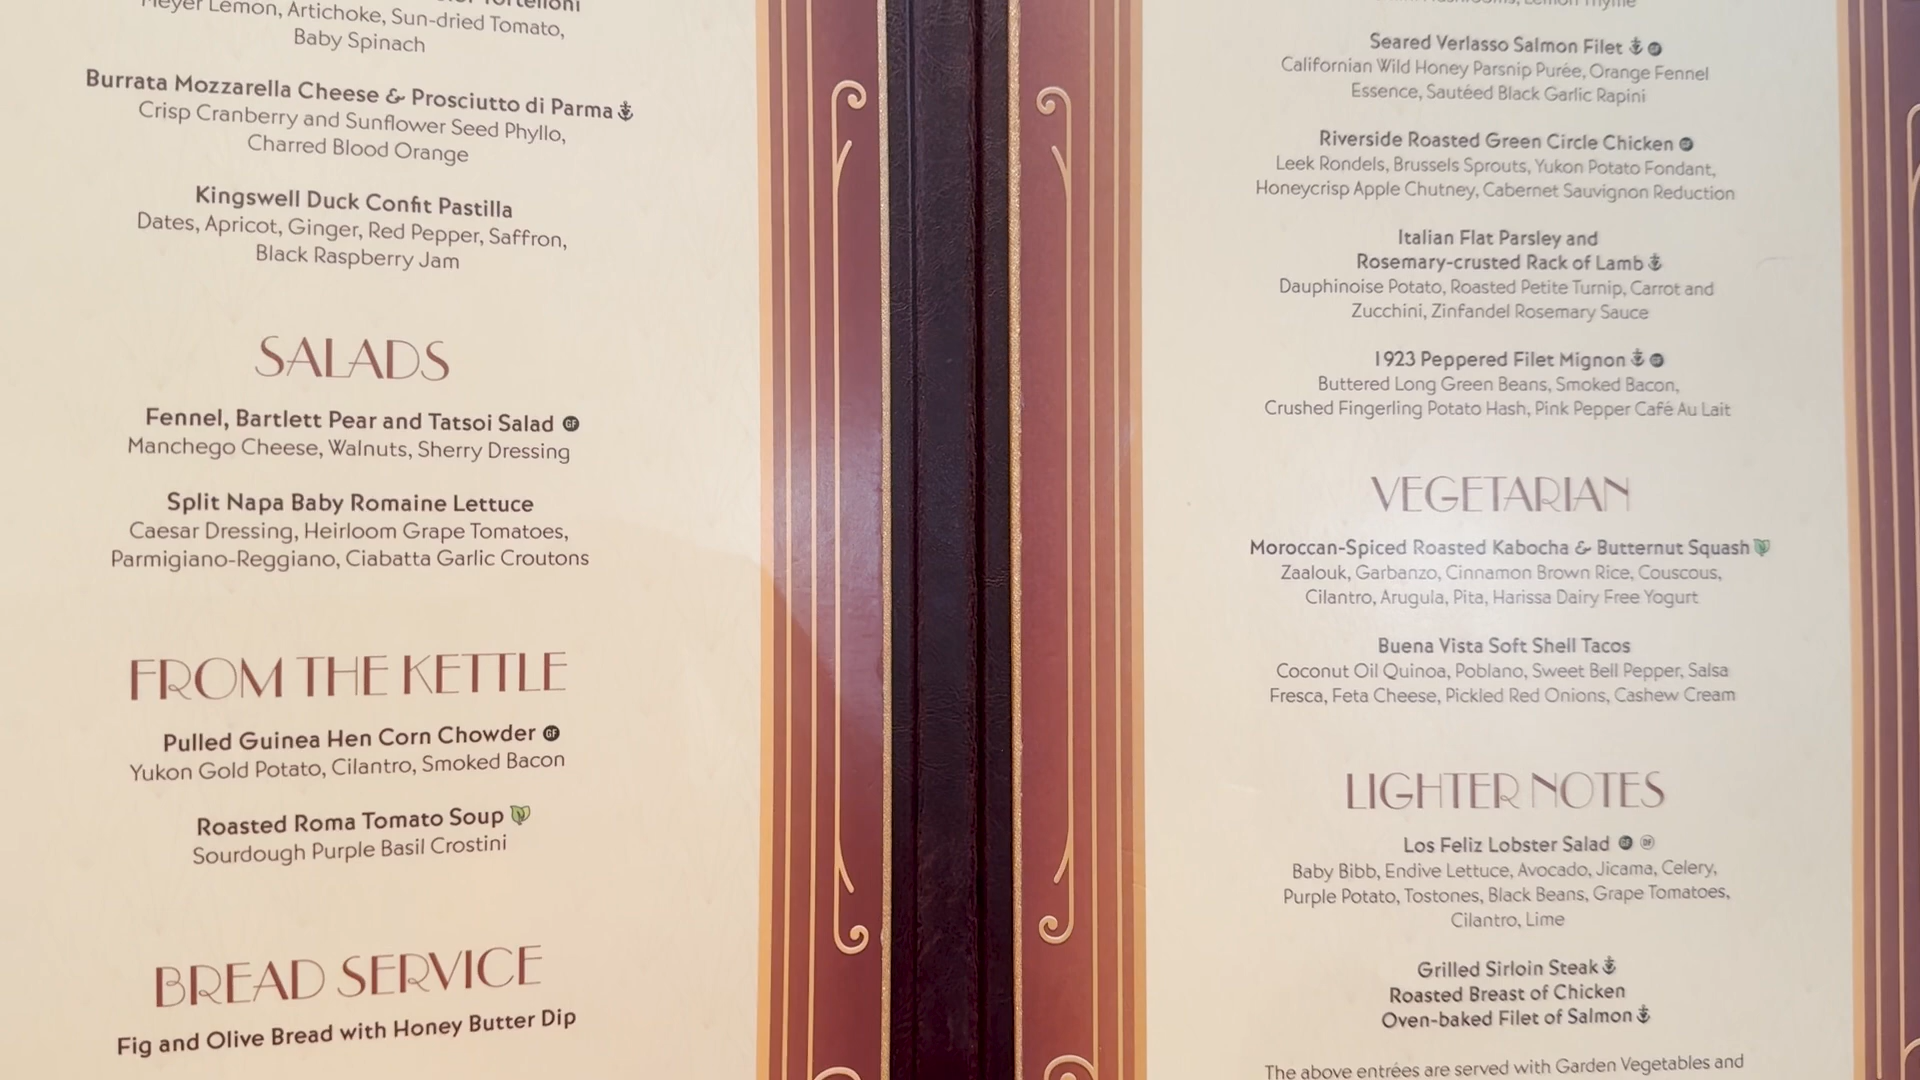 Meyer Lemon, Artichoke, Sun-dried Tomato,
Baby Spinach
Burrata Mozzarella Cheese & Prosciutto di Parma
Crisp Cranberry and Sunflower Seed Phyllo,
Charred Blood Orange
Kingswell Duck Confit Pastilla
Dates, Apricot, Ginger, Red Pepper, Saffron,
Black Raspberry Jam
SALADS
Fennel, Bartlett Pear and Tatsoi Salad GF
Manchego Cheese, Walnuts, Sherry Dressing
Split Napa Baby Romaine Lettuce
Caesar Dressing, Heirloom Grape Tomatoes,
Parmigiano-Reggiano, Ciabatta Garlic Croutons
FROM THE KETTLE
Pulled Guinea Hen Corn Chowder GF
Yukon Gold Potato, Cilantro, Smoked Bacon
Roasted Roma Tomato Soup
Sourdough Purple Basil Crostini
BREAD SERVICE
Fig and Olive Bread with Honey Butter Dip
Lemon Thyme
Seared Verlasso Salmon Filet GF
Californian Wild Honey Parsnip Purée, Orange Fennel
Essence, Sautéed Black Garlic Rapini
Riverside Roasted Green Circle Chicken GF
Leek Rondels, Brussels Sprouts, Yukon Potato Fondant,
Honeycrisp Apple Chutney, Cabernet Sauvignon Reduction
Italian Flat Parsley and
Rosemary-crusted Rack of Lamb
Dauphinoise Potato, Roasted Petite Turnip, Carrot and
Zucchini, Zinfandel Rosemary Sauce
1923 Peppered Filet Mignon GF
Buttered Long Green Beans, Smoked Bacon,
Crushed Fingerling Potato Hash, Pink Pepper Café Au Lait
VEGETARIAN
Moroccan-Spiced Roasted Kabocha & Butternut Squash
Zaalouk, Garbanzo, Cinnamon Brown Rice, Couscous,
Cilantro, Arugula, Pita, Harissa Dairy Free Yogurt
Buena Vista Soft Shell Tacos
Coconut Oil Quinoa, Poblano, Sweet Bell Pepper, Salsa
Fresca, Feta Cheese, Pickled Red Onions, Cashew Cream
LIGHTER NOTES
Los Feliz Lobster Salad GF DF
Baby Bibb, Endive Lettuce, Avocado, Jicama, Celery,
Purple Potato, Tostones, Black Beans, Grape Tomatoes,
Cilantro, Lime
Grilled Sirloin Steak
Roasted Breast of Chicken
Oven-baked Filet of Salmon
The above entrées are served with Garden Vegetables and